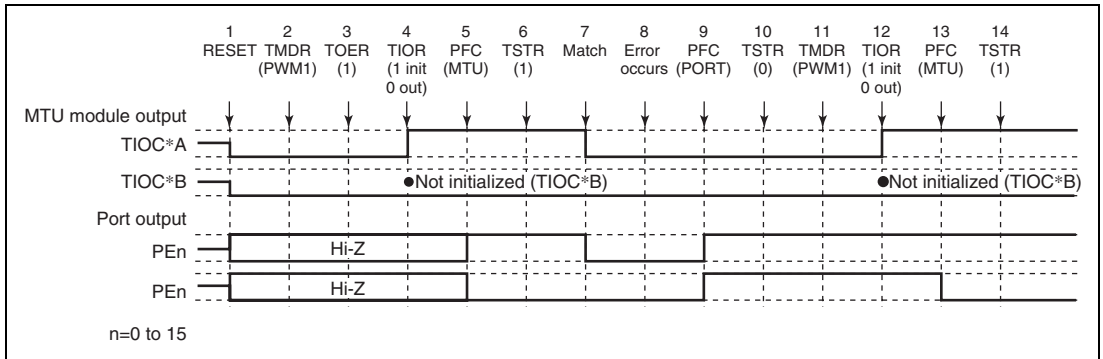 1 2 3 4 5 6 7 8 9 10 11 12 13 14
RESET TMDR TOER TIOR PFC TSTR Match Error PFC TSTR TMDR TIOR PFC TSTR
(PWM1) (1) (1 init (MTU) (1) occurs (PORT) (0) (PWM1) (1 init (MTU) (1)
0 out) 0 out)
MTU module output
TIOC*A
TIOC*B ●Not initialized (TIOC*B) ●Not initialized (TIOC*B)
Port output
PEn Hi-Z
PEn Hi-Z
n=0 to 15